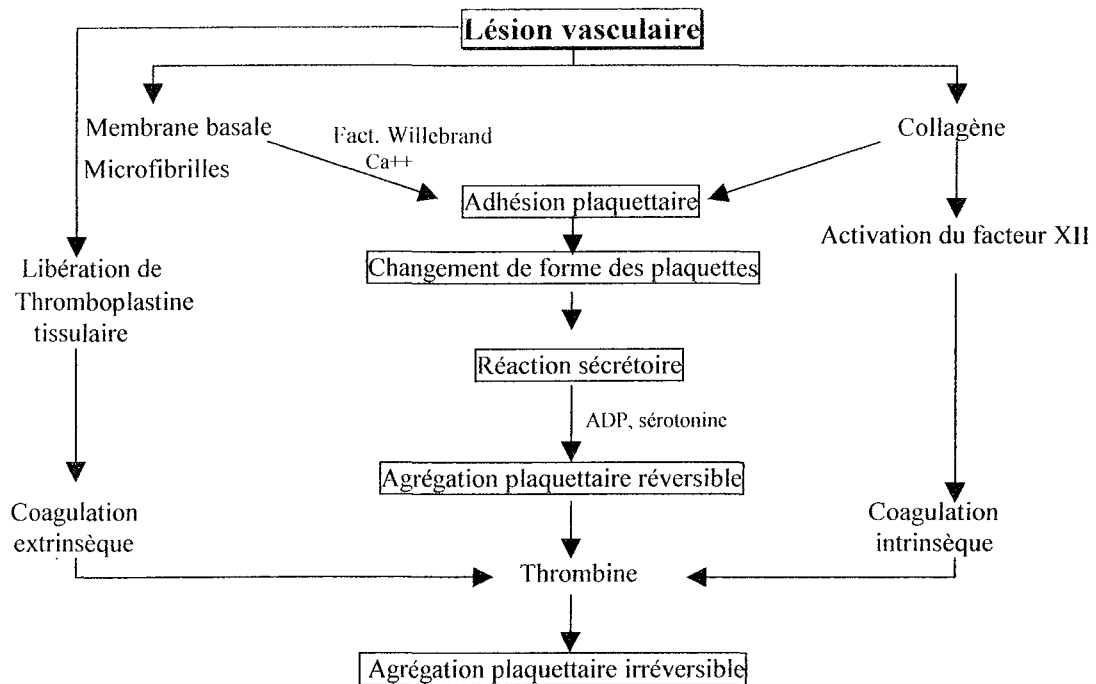 Lésion vasculaire
Membrane basale
Microfibrilles
Fact. Willebrand
Ca++
Collagène
Adhésion plaquettaire
Activation du facteur XII
Changement de forme des plaquettes
Libération de
Thromboplastine
tissulaire
Réaction sécrétoire
ADP, sérotonine
Agrégation plaquettaire réversible
Coagulation
extrinsèque
Coagulation
intrinsèque
Thrombine
Agrégation plaquettaire irréversible